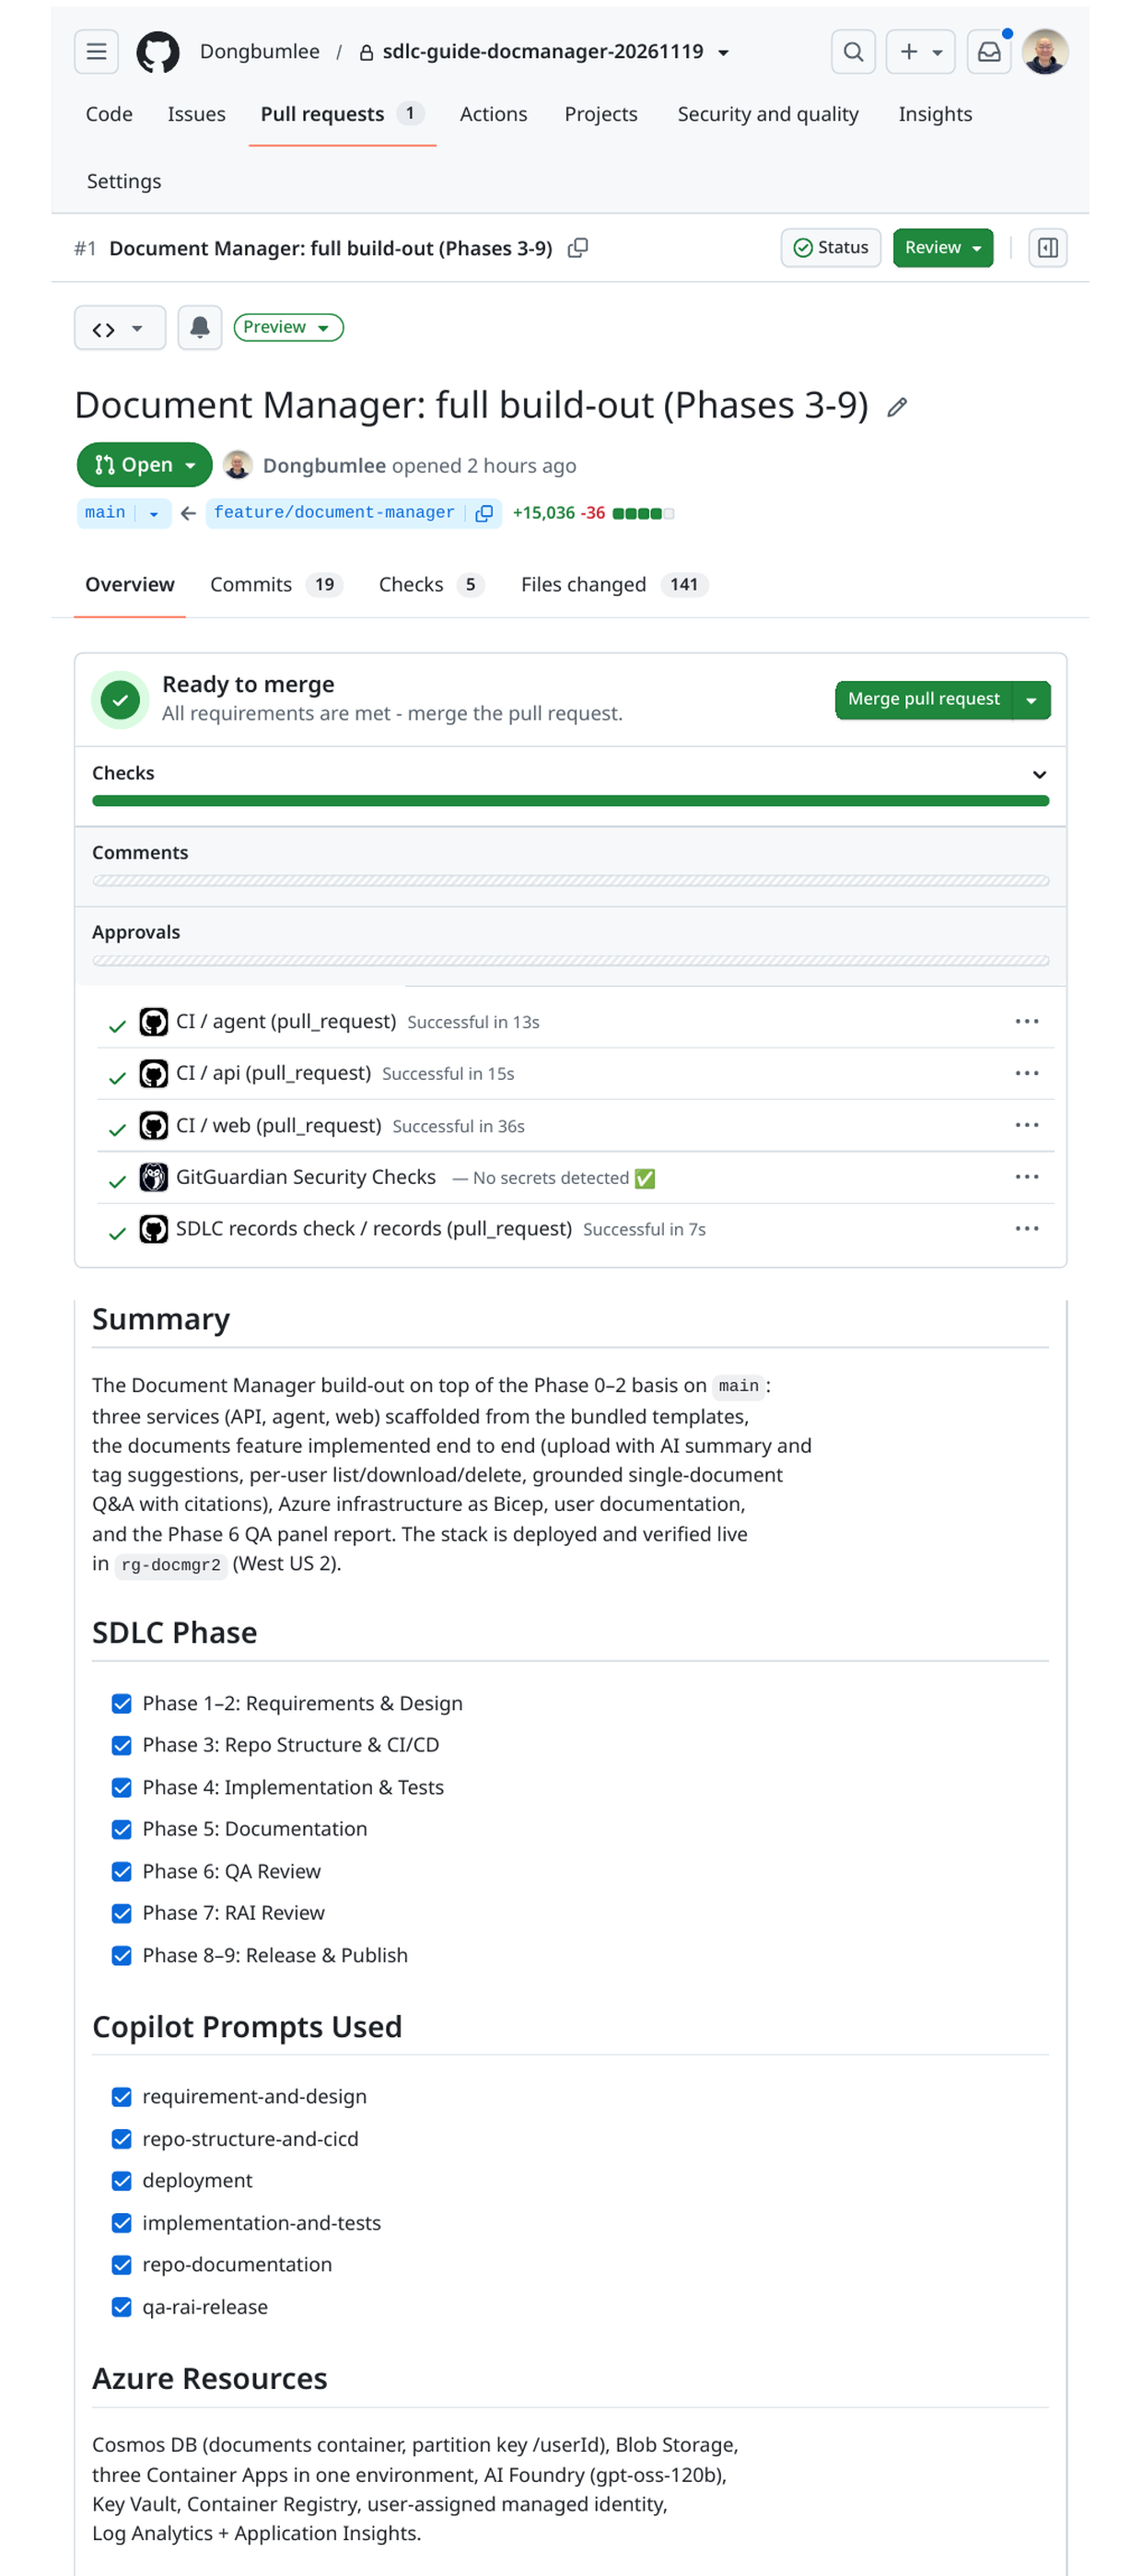 Dongbumlee / sdlc-guide-docmanager-20261119
Code Issues Pull requests 1 Actions Projects Security and quality Insights
Settings
#1 Document Manager: full build-out (Phases 3-9) Status Review
Preview
Document Manager: full build-out (Phases 3-9)
Open Dongbumlee opened 2 hours ago
main ← feature/document-manager +15,036 -36
Overview Commits 19 Checks 5 Files changed 141
Ready to merge
All requirements are met - merge the pull request.
Merge pull request
Checks
Comments
Approvals
CI / agent (pull_request) Successful in 13s
CI / api (pull_request) Successful in 15s
CI / web (pull_request) Successful in 36s
GitGuardian Security Checks — No secrets detected ✅
SDLC records check / records (pull_request) Successful in 7s
Summary
The Document Manager build-out on top of the Phase 0–2 basis on main:
three services (API, agent, web) scaffolded from the bundled templates,
the documents feature implemented end to end (upload with AI summary and
tag suggestions, per-user list/download/delete, grounded single-document
Q&A with citations), Azure infrastructure as Bicep, user documentation,
and the Phase 6 QA panel report. The stack is deployed and verified live
in rg-docmgr2 (West US 2).
SDLC Phase
Phase 1–2: Requirements & Design
Phase 3: Repo Structure & CI/CD
Phase 4: Implementation & Tests
Phase 5: Documentation
Phase 6: QA Review
Phase 7: RAI Review
Phase 8–9: Release & Publish
Copilot Prompts Used
requirement-and-design
repo-structure-and-cicd
deployment
implementation-and-tests
repo-documentation
qa-rai-release
Azure Resources
Cosmos DB (documents container, partition key /userId), Blob Storage,
three Container Apps in one environment, AI Foundry (gpt-oss-120b),
Key Vault, Container Registry, user-assigned managed identity,
Log Analytics + Application Insights.